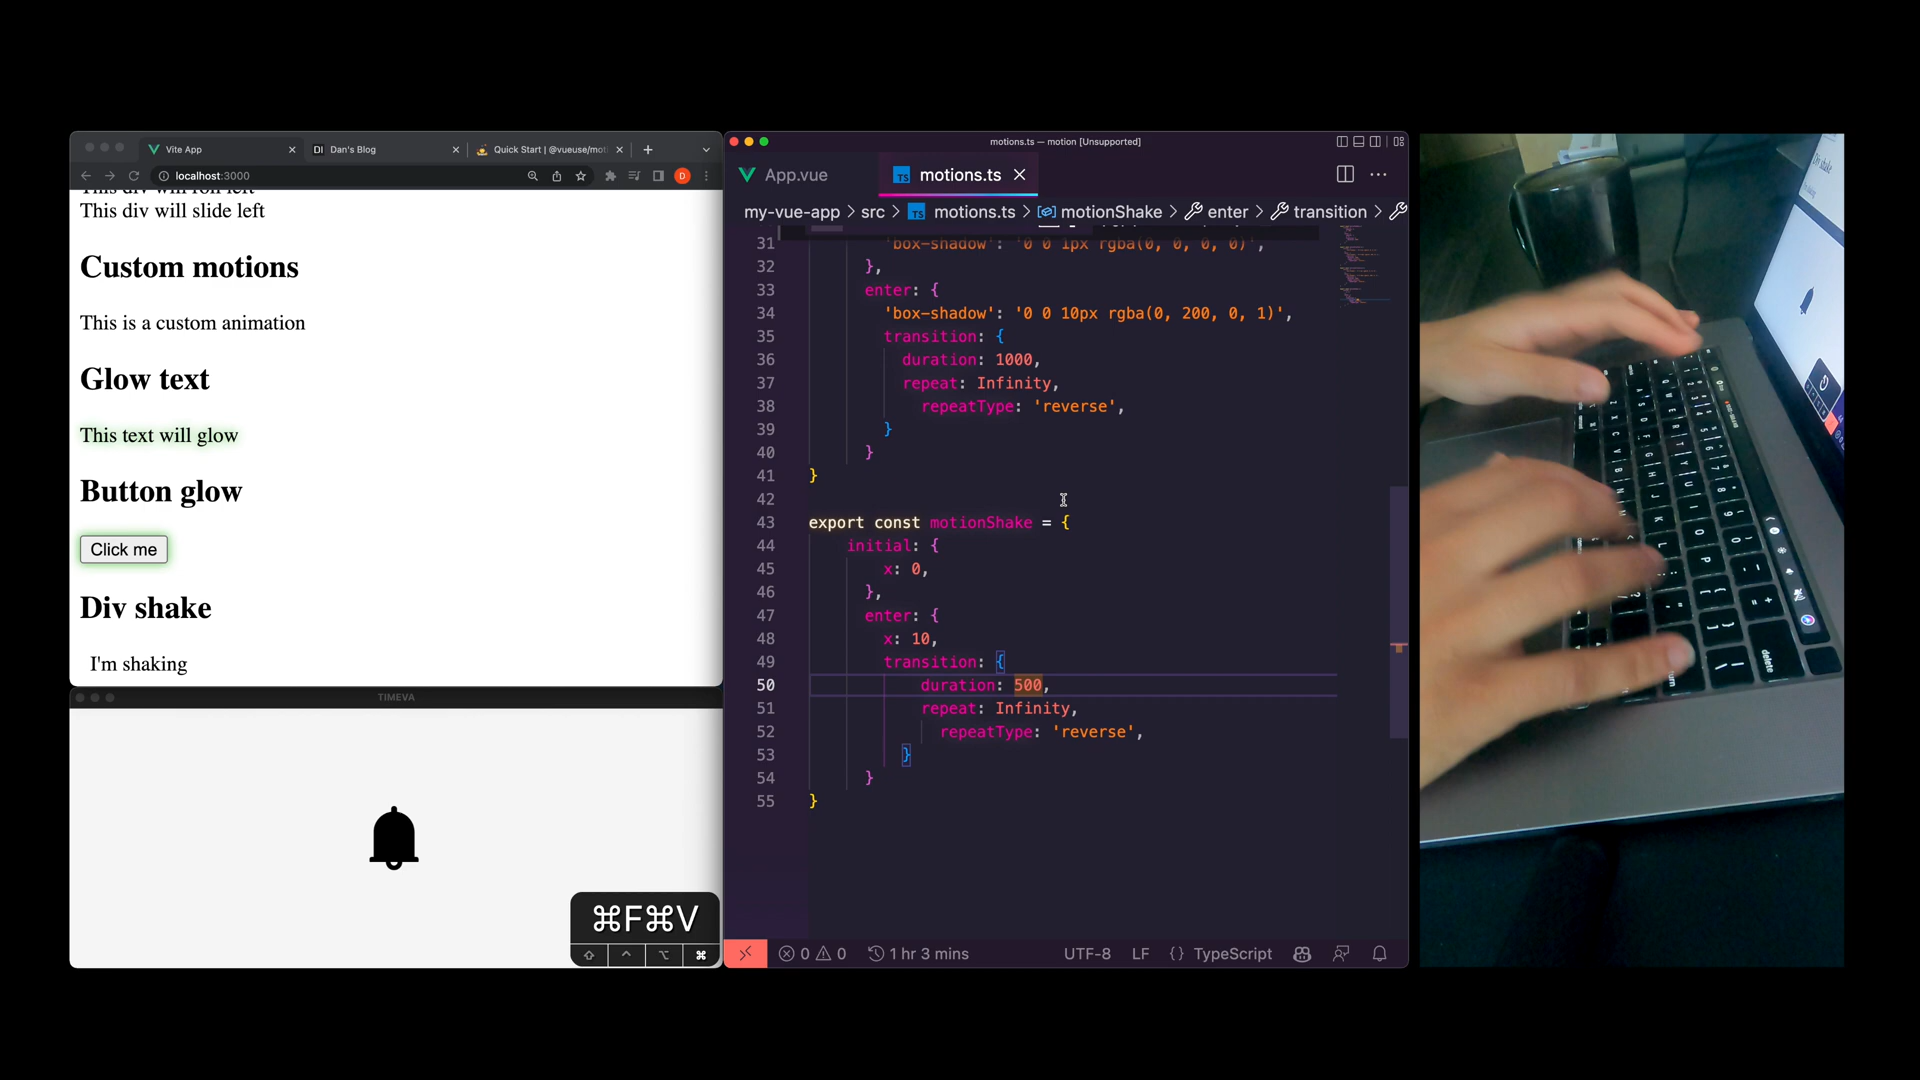 Vite App
DI Dan's Blog
Quick Start | @vueuse/mot
localhost:3000
D
This div will slide left
Custom motions
This is a custom animation
Glow text
This text will glow
Button glow
Click me
Div shake
I'm shaking
TIMEVA
⌘F⌘V
⇧ ^ ⌥ ⌘
motions.ts — motion [Unsupported]
App.vue
TS motions.ts
my-vue-app > src > TS motions.ts > motionShake > enter > transition >
31 'box-shadow': '0 0 1px rgba(0, 0, 0, 0)',
32 },
33 enter: {
34 'box-shadow': '0 0 10px rgba(0, 200, 0, 1)',
35 transition: {
36 duration: 1000,
37 repeat: Infinity,
38 repeatType: 'reverse',
39 }
40 }
41 }
42
43 export const motionShake = {
44 initial: {
45 x: 0,
46 },
47 enter: {
48 x: 10,
49 transition: {
50 duration: 500,
51 repeat: Infinity,
52 repeatType: 'reverse',
53 }
54 }
55 }
0 0 1 hr 3 mins UTF-8 LF {} TypeScript
delete